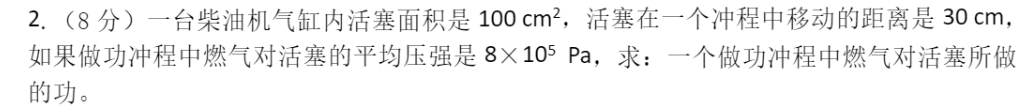 2.（8 分）一台柴油机气缸内活塞面积是 100 cm²，活塞在一个冲程中移动的距离是 30 cm，
如果做功冲程中燃气对活塞的平均压强是 8×10⁵ Pa，求：一个做功冲程中燃气对活塞所做
的功。